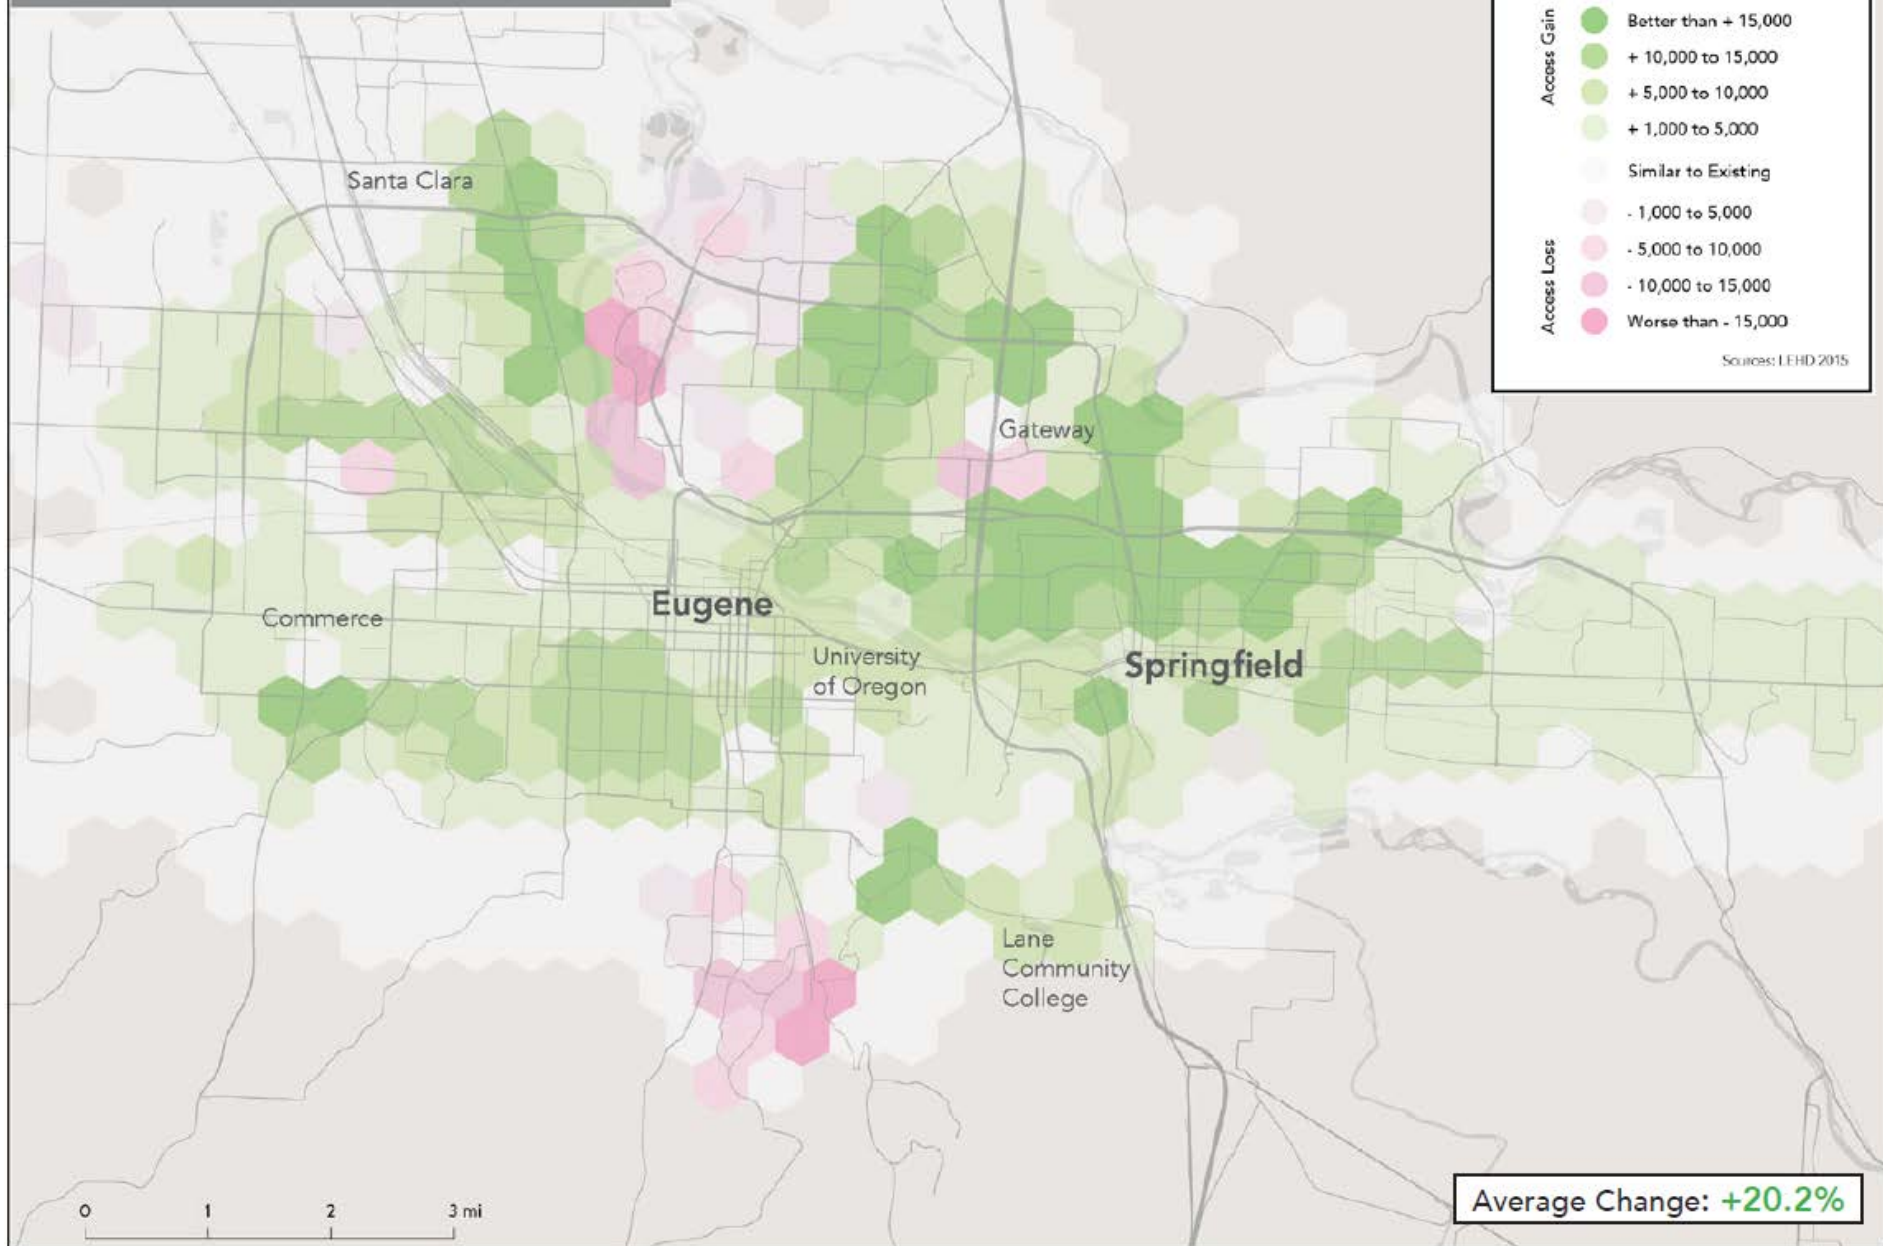 Access Gain
Better than + 15,000
+ 10,000 to 15,000
+ 5,000 to 10,000
+ 1,000 to 5,000
Similar to Existing
Access Loss
- 1,000 to 5,000
- 5,000 to 10,000
- 10,000 to 15,000
Worse than - 15,000
Sources: LEHD 2015
Santa Clara
Gateway
Eugene
Commerce
University
of Oregon
Springfield
Lane
Community
College
0 1 2 3 mi
Average Change: +20.2%